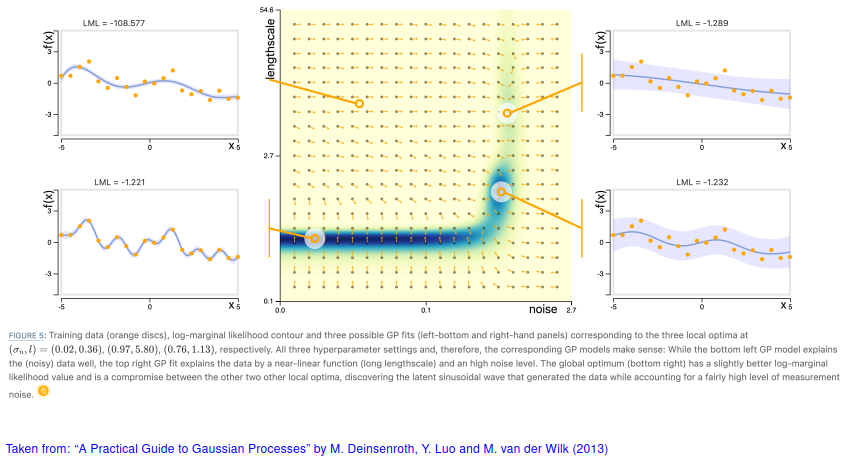 LML = -108.577
f(x)
3
0
-3
-5
0
x 5
LML = -1.221
f(x)
3
0
-3
-5
0
x 5
54.6
lengthscale
2.7
0.1
0.0
0.1
noise
2.7
LML = -1.289
f(x)
3
0
-3
-5
0
x 5
LML = -1.232
f(x)
3
0
-3
-5
0
x 5
FIGURE 5: Training data (orange discs), log-marginal likelihood contour and three possible GP fits (left-bottom and right-hand panels) corresponding to the three local optima at
(σn, l) = (0.02, 0.36), (0.97, 5.80), (0.76, 1.13), respectively. All three hyperparameter settings and, therefore, the corresponding GP models make sense: While the bottom left GP model explains
the (noisy) data well, the top right GP fit explains the data by a near-linear function (long lengthscale) and an high noise level. The global optimum (bottom right) has a slightly better log-marginal
likelihood value and is a compromise between the other two other local optima, discovering the latent sinusoidal wave that generated the data while accounting for a fairly high level of measurement
noise.
Taken from: “A Practical Guide to Gaussian Processes” by M. Deinsenroth, Y. Luo and M. van der Wilk (2013)